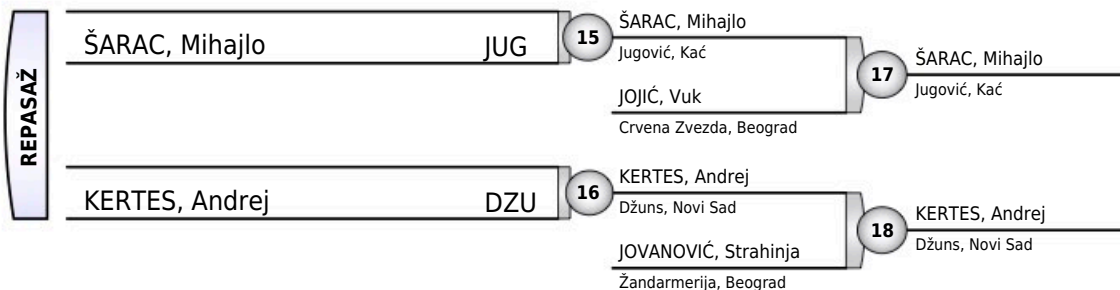 REPASAŽ
ŠARAC, Mihajlo JUG
15
ŠARAC, Mihajlo
Jugović, Kać
JOJIĆ, Vuk
Crvena Zvezda, Beograd
17
ŠARAC, Mihajlo
Jugović, Kać
KERTES, Andrej DZU
16
KERTES, Andrej
Džuns, Novi Sad
JOVANOVIĆ, Strahinja
Žandarmerija, Beograd
18
KERTES, Andrej
Džuns, Novi Sad